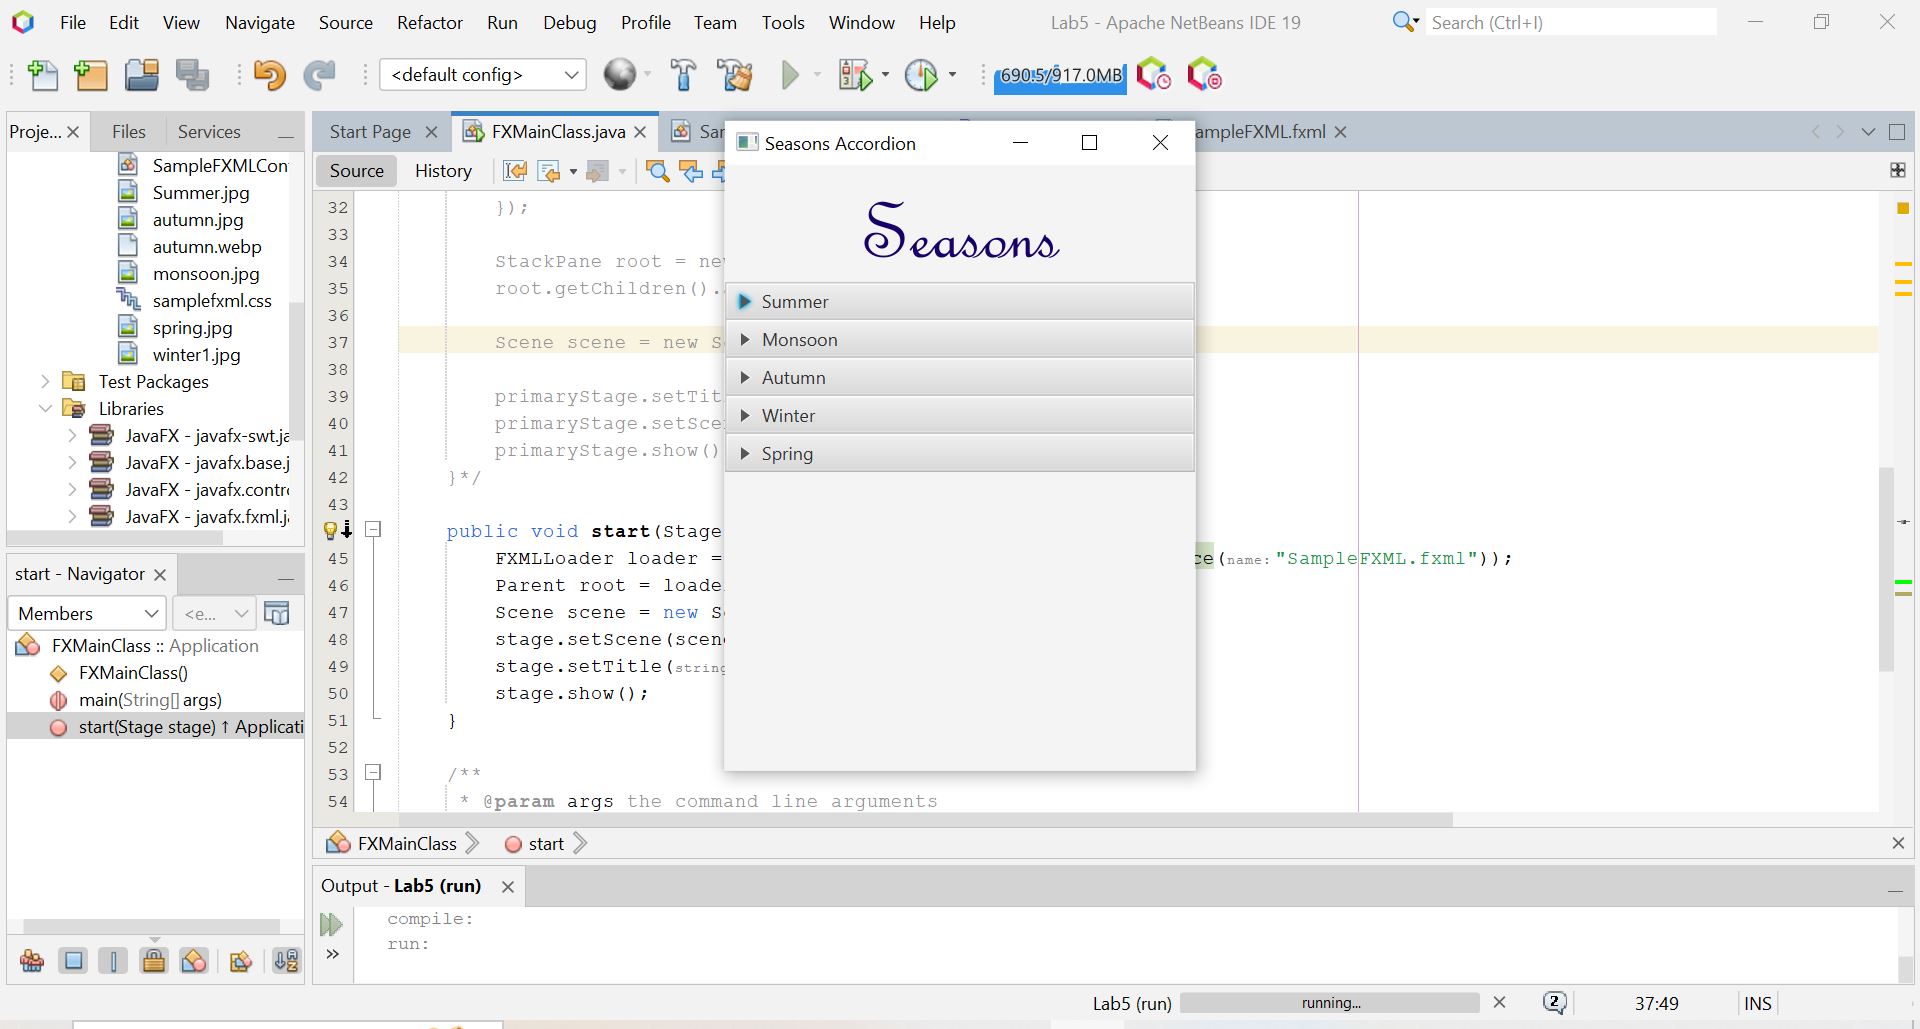 File Edit View Navigate Source Refactor Run Debug Profile Team Tools Window Help
Lab5 - Apache NetBeans IDE 19
Search (Ctrl+I)
<default config>
690.5/917.0MB
Proje...
Files
Services
SampleFXMLCon
Summer.jpg
autumn.jpg
autumn.webp
monsoon.jpg
samplefxml.css
spring.jpg
winter1.jpg
Test Packages
Libraries
JavaFX - javafx-swt.ja
JavaFX - javafx.base.j
JavaFX - javafx.contro
JavaFX - javafx.fxml.ja
start - Navigator
Members
<e...
FXMainClass :: Application
FXMainClass()
main(String[] args)
start(Stage stage) ↑ Applicati
Start Page
FXMainClass.java
Sa
ampleFXML.fxml
Source
History
32 });
33
34 StackPane root = new
35 root.getChildren().
36
37 Scene scene = new S
38
39 primaryStage.setTit
40 primaryStage.setSce
41 primaryStage.show()
42 }*/
43
public void start(Stage
45 FXMLLoader loader = ce(name:"SampleFXML.fxml"));
46 Parent root = loade
47 Scene scene = new S
48 stage.setScene(scen
49 stage.setTitle(string
50 stage.show();
51 }
52
53 /**
54 * @param args the command line arguments
Seasons Accordion
Seasons
Summer
Monsoon
Autumn
Winter
Spring
FXMainClass
start
Output - Lab5 (run)
compile:
run:
Lab5 (run)
running...
2
37:49
INS